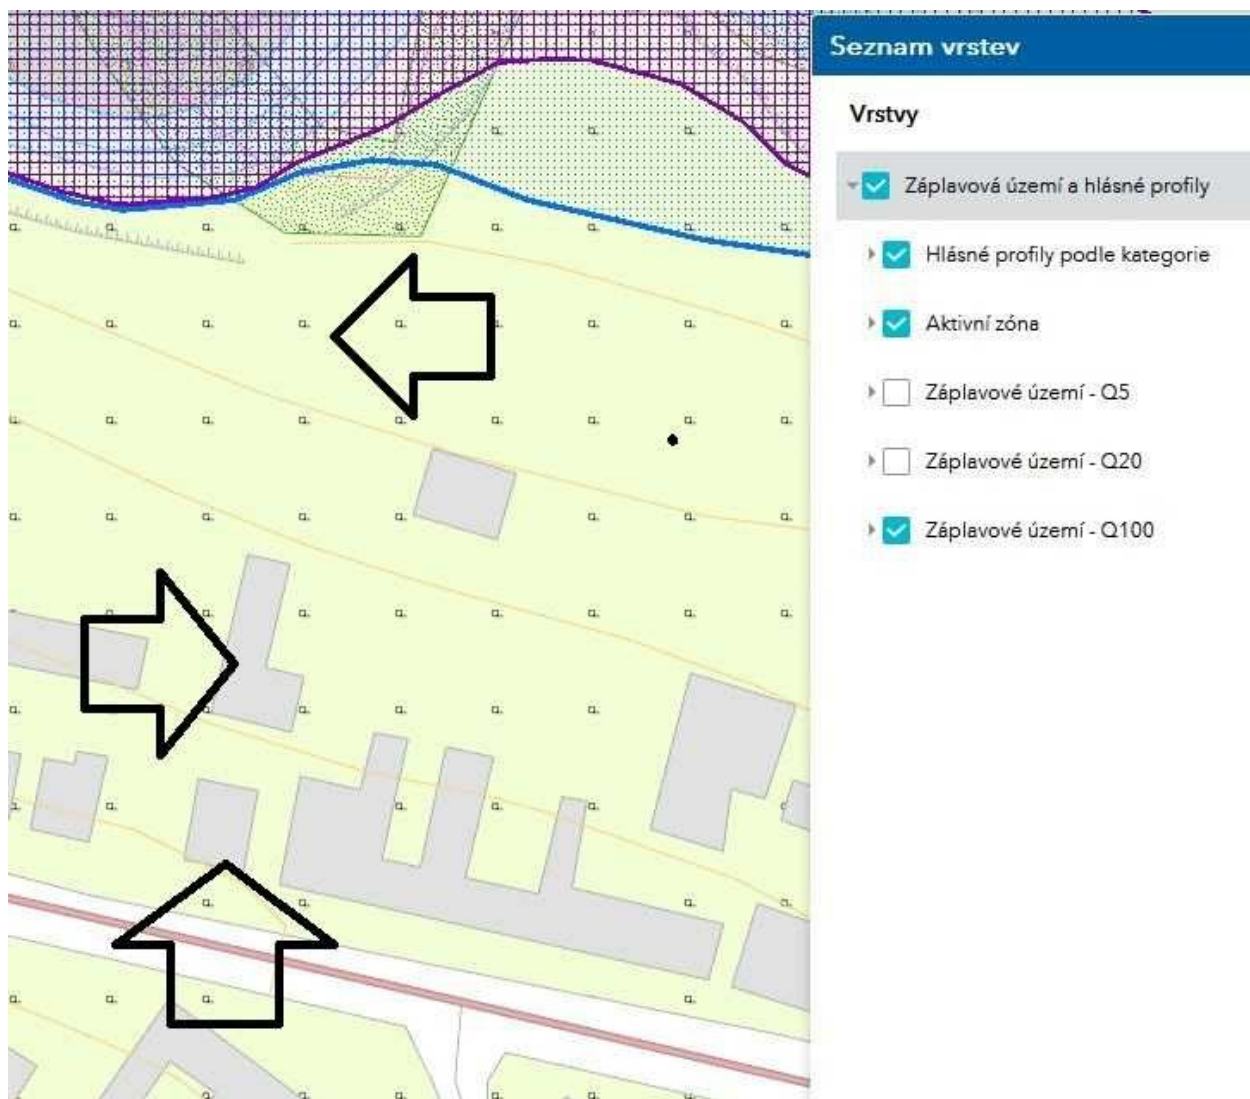 Seznam vrstev
Vrstvy
Záplavová území a hlásné profily
Hlásné profily podle kategorie
Aktivní zóna
Záplavové území - Q5
Záplavové území - Q20
Záplavové území - Q100